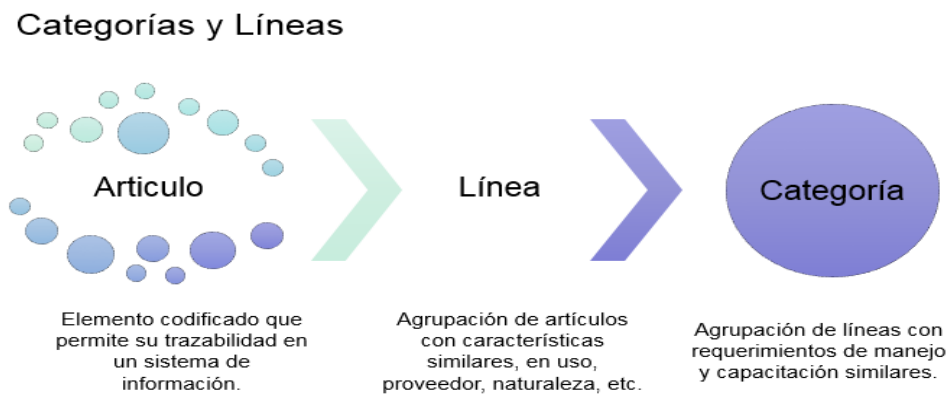 Categorías y Líneas
Articulo
Línea
Categoría
Elemento codificado que
permite su trazabilidad en
un sistema de
información.
Agrupación de artículos
con características
similares, en uso,
proveedor, naturaleza, etc.
Agrupación de líneas con
requerimientos de manejo
y capacitación similares.